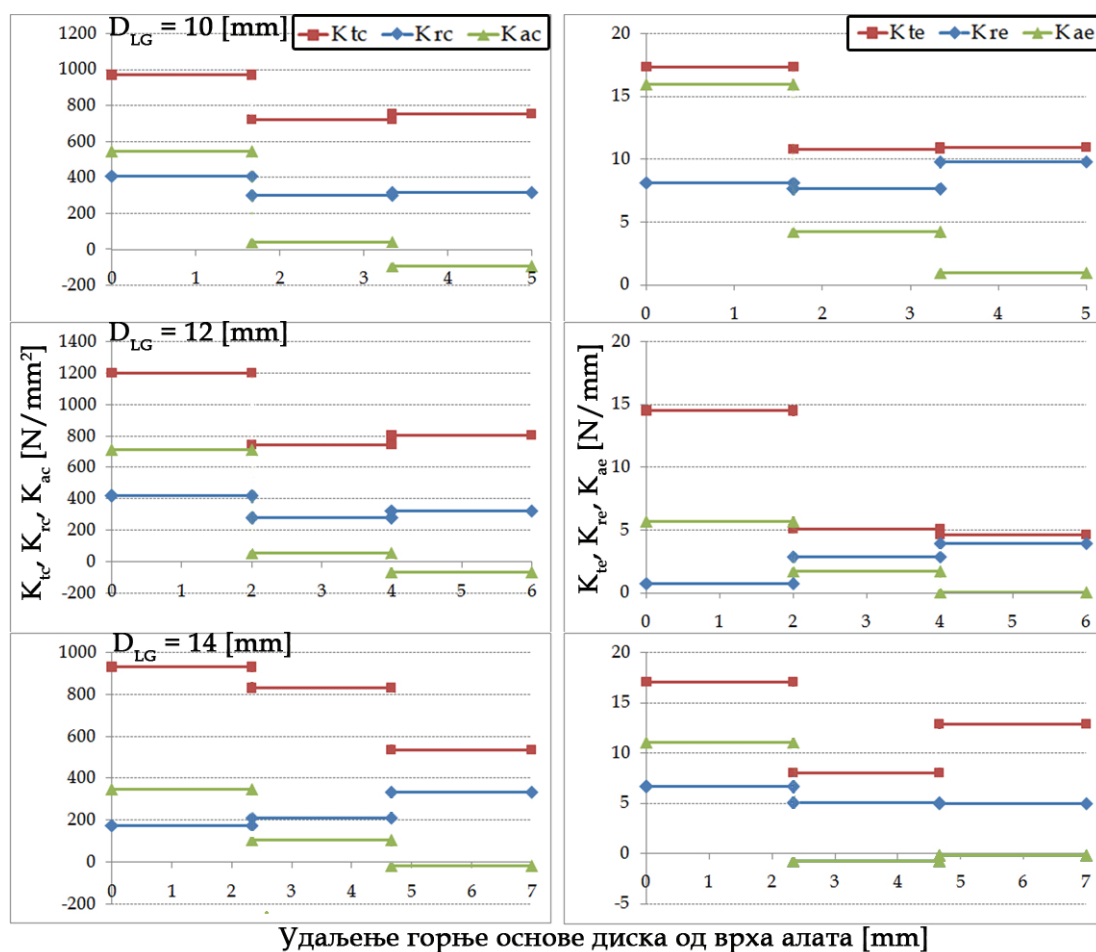 D_LG = 10 [mm]
Ktc Krc Kac
1200
1000
800
600
400
200
0
-200
0 1 2 3 4 5
Kte Kre Kae
20
15
10
5
0
0 1 2 3 4 5
D_LG = 12 [mm]
K_tc, K_rc, K_ac [N/mm²]
1400
1200
1000
800
600
400
200
0
-200
0 1 2 3 4 5 6
K_te, K_re, K_ae [N/mm]
20
15
10
5
0
0 1 2 3 4 5 6
D_LG = 14 [mm]
1000
800
600
400
200
0
-200
0 1 2 3 4 5 6 7
20
15
10
5
0
-5
0 1 2 3 4 5 6 7
Удаљење горње основе диска од врха алата [mm]